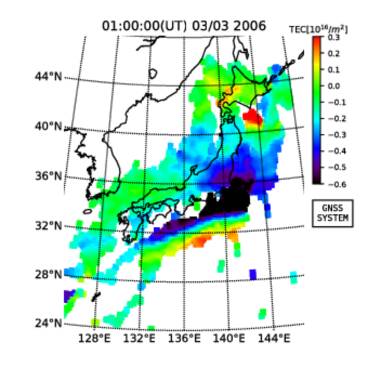 01:00:00(UT) 03/03 2006
TEC[10¹⁶/m²]
0.3
0.2
0.1
0.0
−0.1
−0.2
−0.3
−0.4
−0.5
−0.6
GNSS
SYSTEM
44°N
40°N
36°N
32°N
28°N
24°N
128°E 132°E 136°E 140°E 144°E